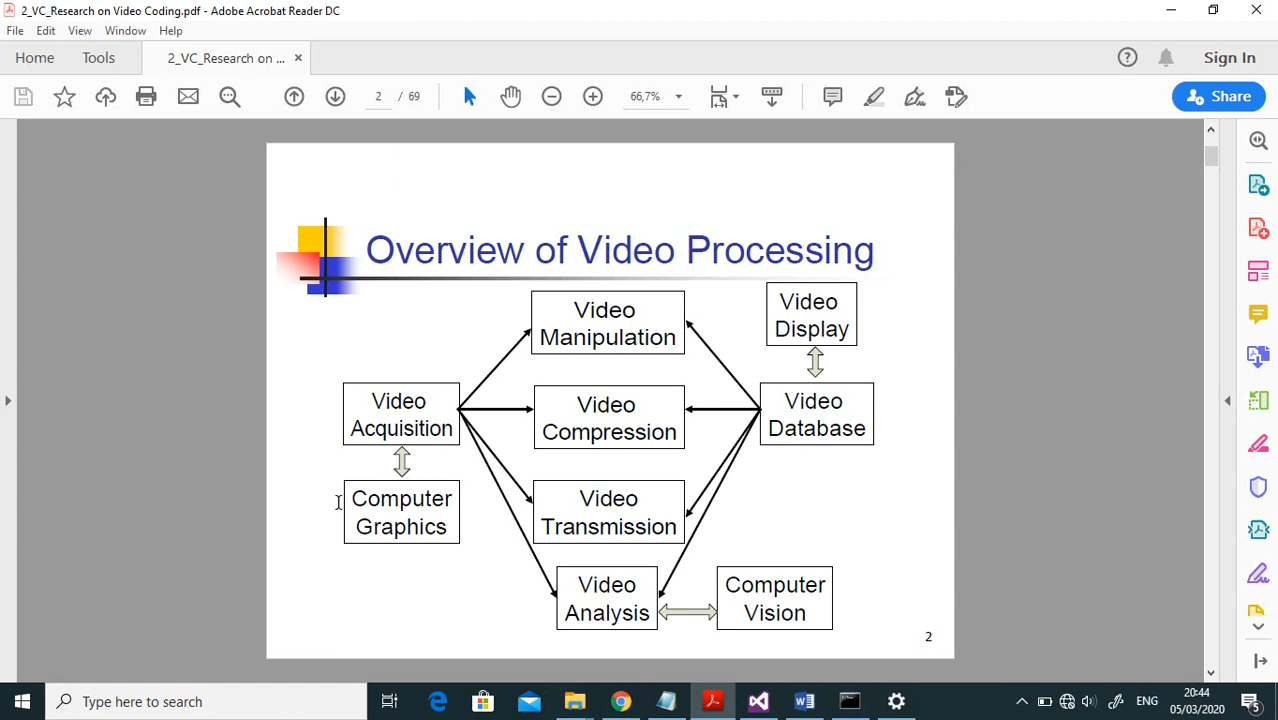 2_VC_Research on Video Coding.pdf - Adobe Acrobat Reader DC
File Edit View Window Help
Home Tools 2_VC_Research on ... × Sign In
2 / 69 66,7% Share
Overview of Video Processing
Video
Manipulation
Video
Display
Video
Acquisition
Video
Compression
Video
Database
Computer
Graphics
Video
Transmission
Video
Analysis
Computer
Vision
2
Type here to search
ENG
20:44
05/03/2020
5